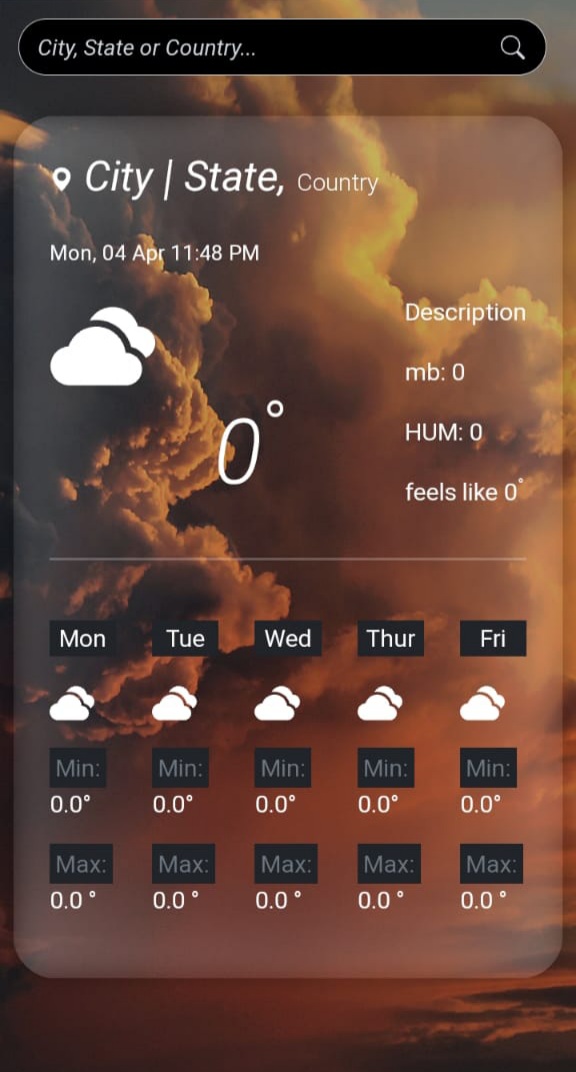 City, State or Country...
City | State, Country
Mon, 04 Apr 11:48 PM
Description
mb: 0
HUM: 0
0°
feels like 0°
Mon Tue Wed Thur Fri
Min: Min: Min: Min: Min:
0.0° 0.0° 0.0° 0.0° 0.0°
Max: Max: Max: Max: Max:
0.0 ° 0.0 ° 0.0 ° 0.0 ° 0.0 °